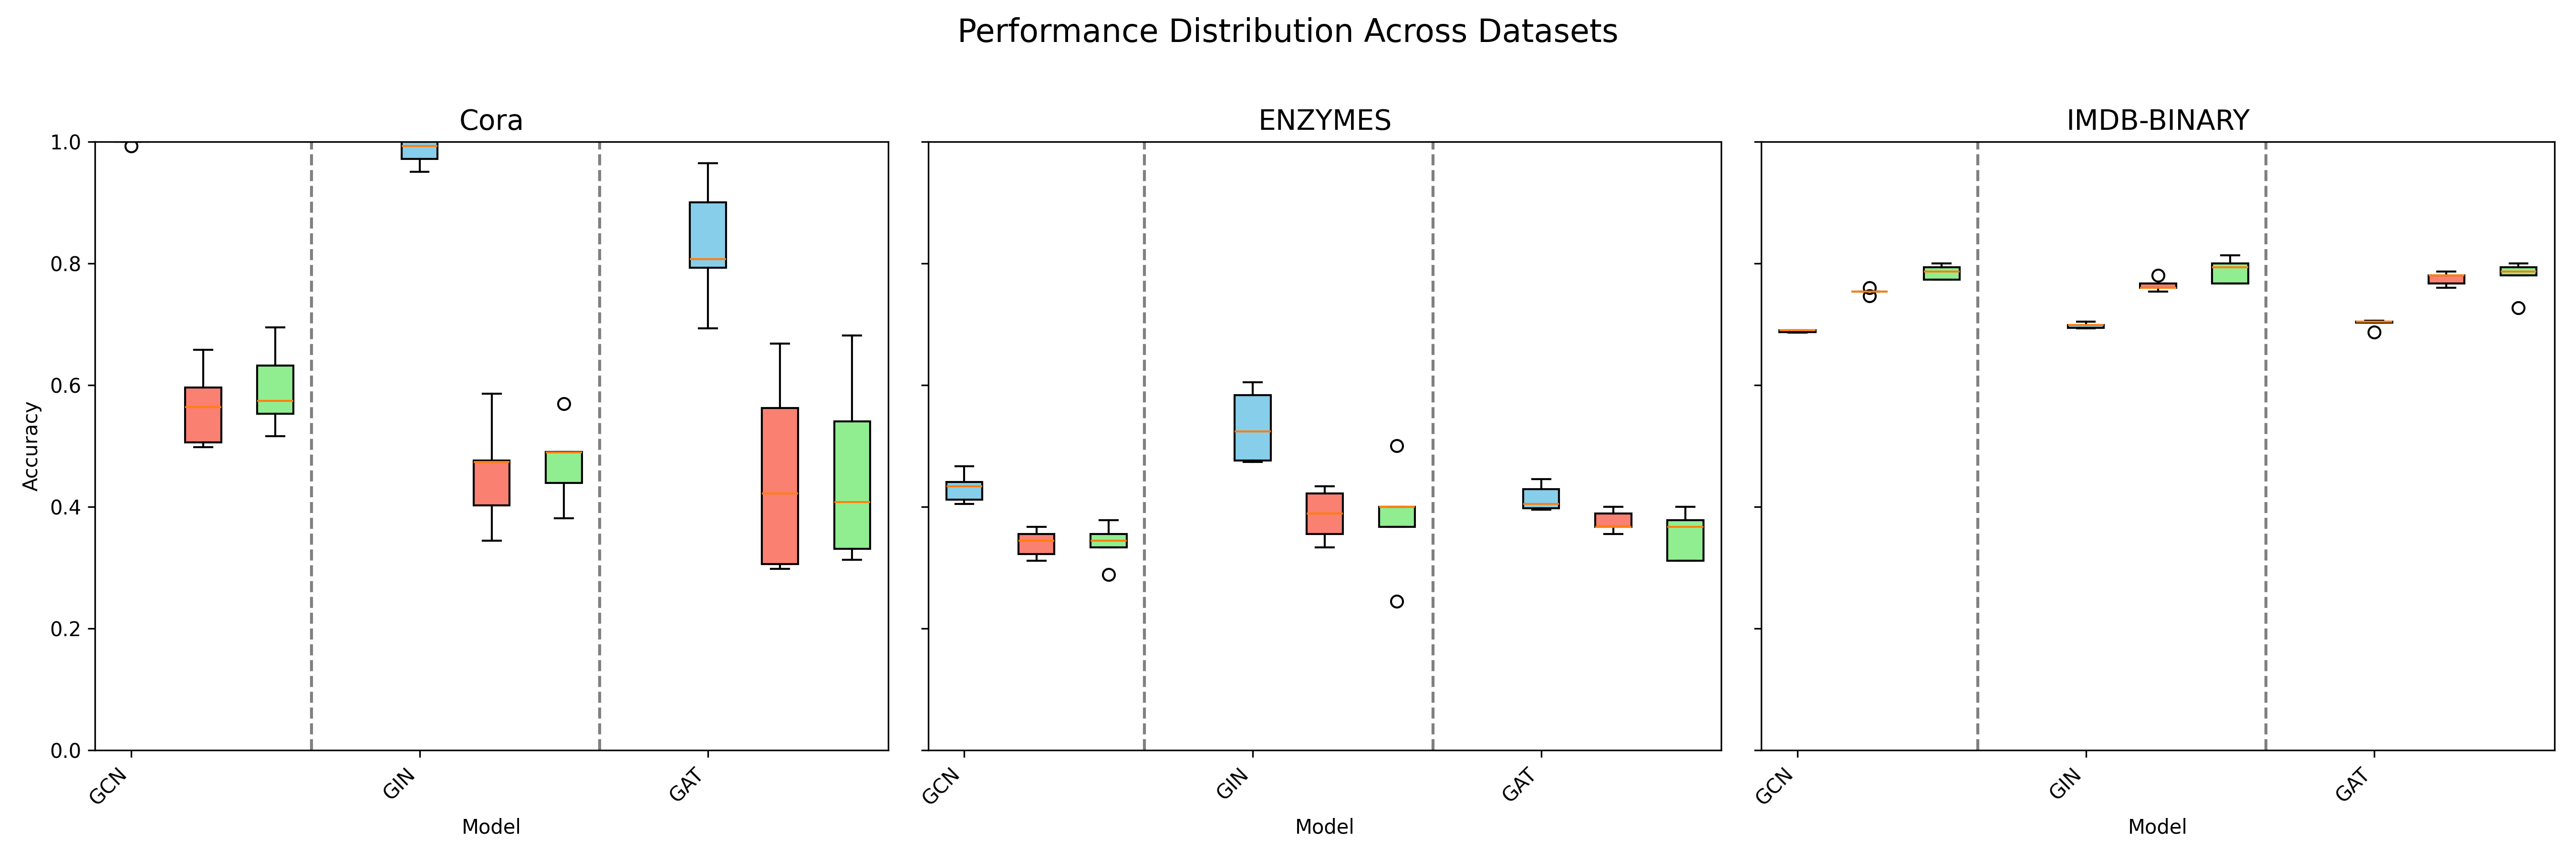 Performance Distribution Across Datasets
Cora
ENZYMES
IMDB-BINARY
Accuracy
1.0
0.8
0.6
0.4
0.2
0.0
GCN
GIN
GAT
GCN
GIN
GAT
GCN
GIN
GAT
Model
Model
Model